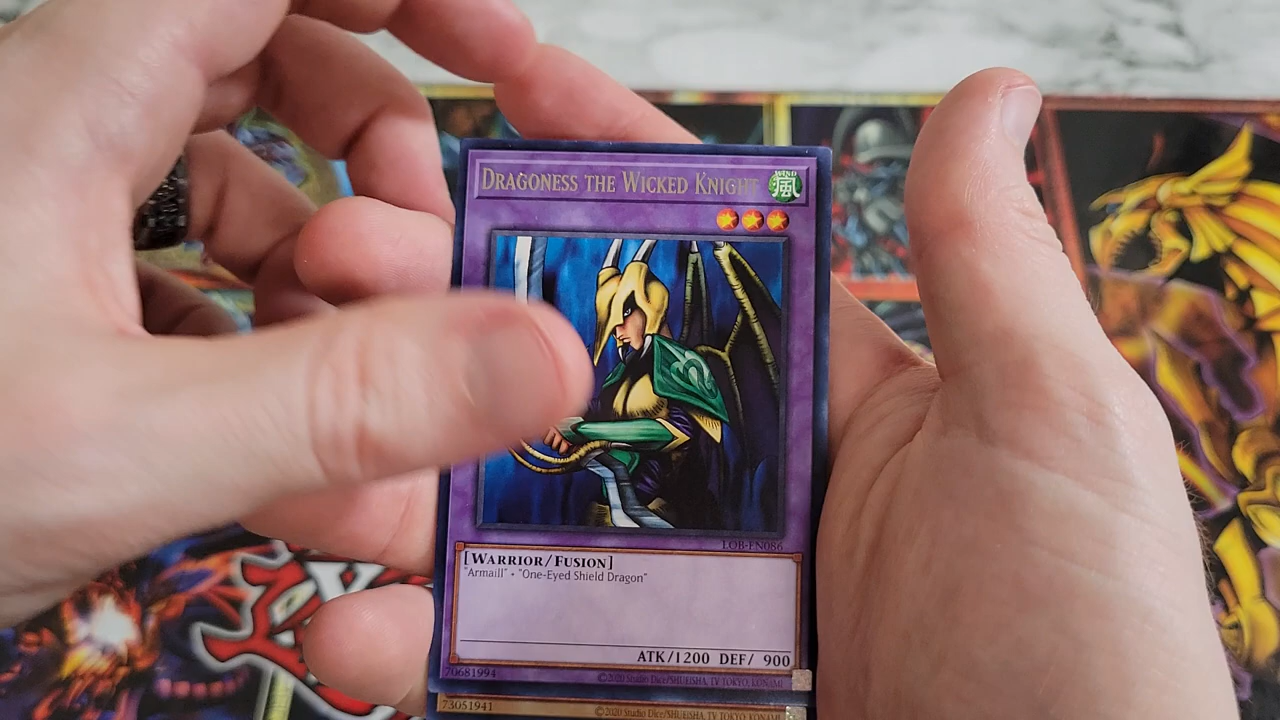 DRAGONESS THE WICKED KNIGHT
WIND
風
LOB-EN086
[WARRIOR/FUSION]
"Armaill" + "One-Eyed Shield Dragon"
ATK/1200 DEF/ 900
70681994 ©2020 Studio Dice/SHUEISHA, TV TOKYO, KONAMI
73051941 ©2020 Studio Dice/SHUEISHA, TV TOKYO, KONAMI